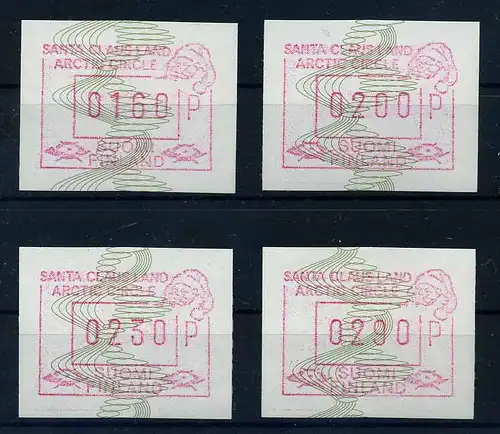 SANTA CLAUS LAND
ARCTIC CIRCLE
0160 P
SUOMI
FINLAND
SANTA CLAUS LAND
ARCTIC CIRCLE
0200 P
SUOMI
FINLAND
SANTA CLAUS LAND
ARCTIC CIRCLE
0230 P
SUOMI
FINLAND
SANTA CLAUS LAND
ARCTIC CIRCLE
0290 P
SUOMI
FINLAND